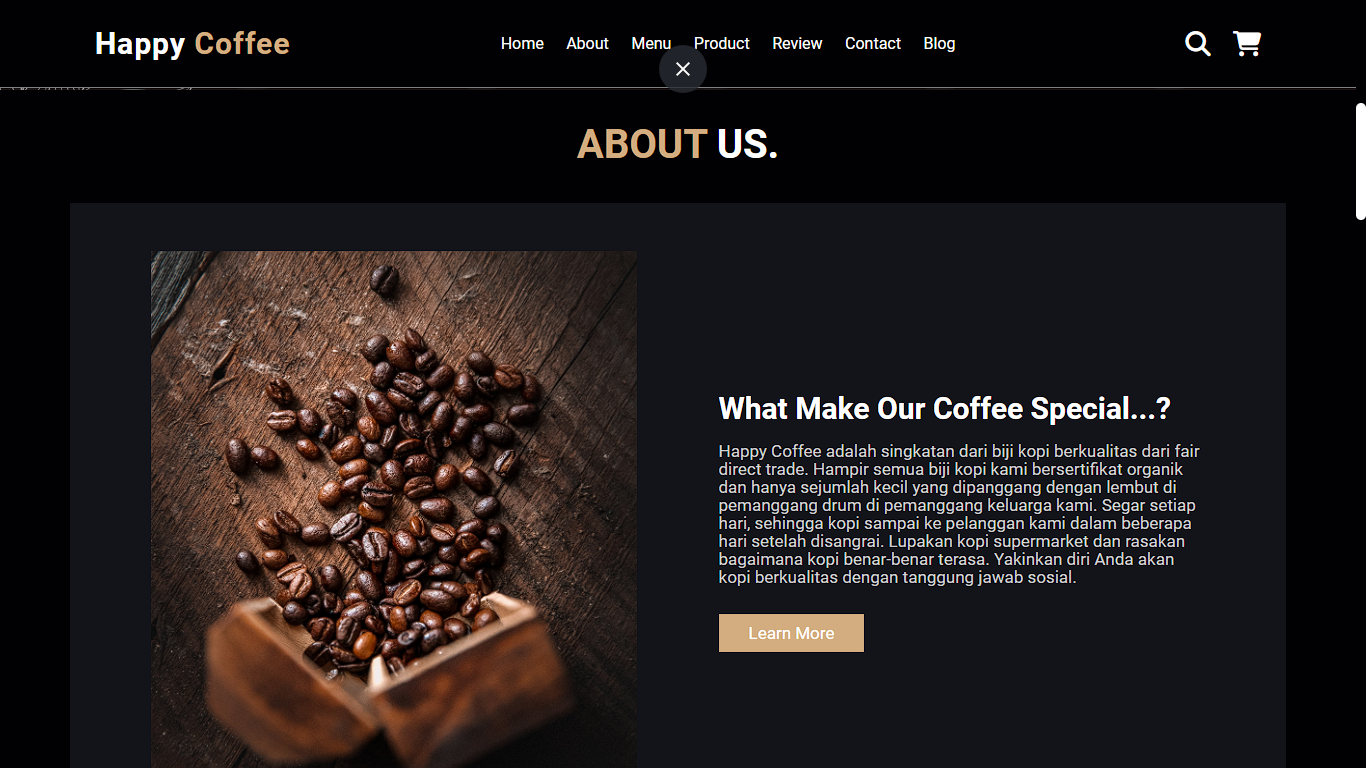 Happy Coffee
Home About Menu Product Review Contact Blog
ABOUT US.
What Make Our Coffee Special...?
Happy Coffee adalah singkatan dari biji kopi berkualitas dari fair
direct trade. Hampir semua biji kopi kami bersertifikat organik
dan hanya sejumlah kecil yang dipanggang dengan lembut di
pemanggang drum di pemanggang keluarga kami. Segar setiap
hari, sehingga kopi sampai ke pelanggan kami dalam beberapa
hari setelah disangrai. Lupakan kopi supermarket dan rasakan
bagaimana kopi benar-benar terasa. Yakinkan diri Anda akan
kopi berkualitas dengan tanggung jawab sosial.
Learn More